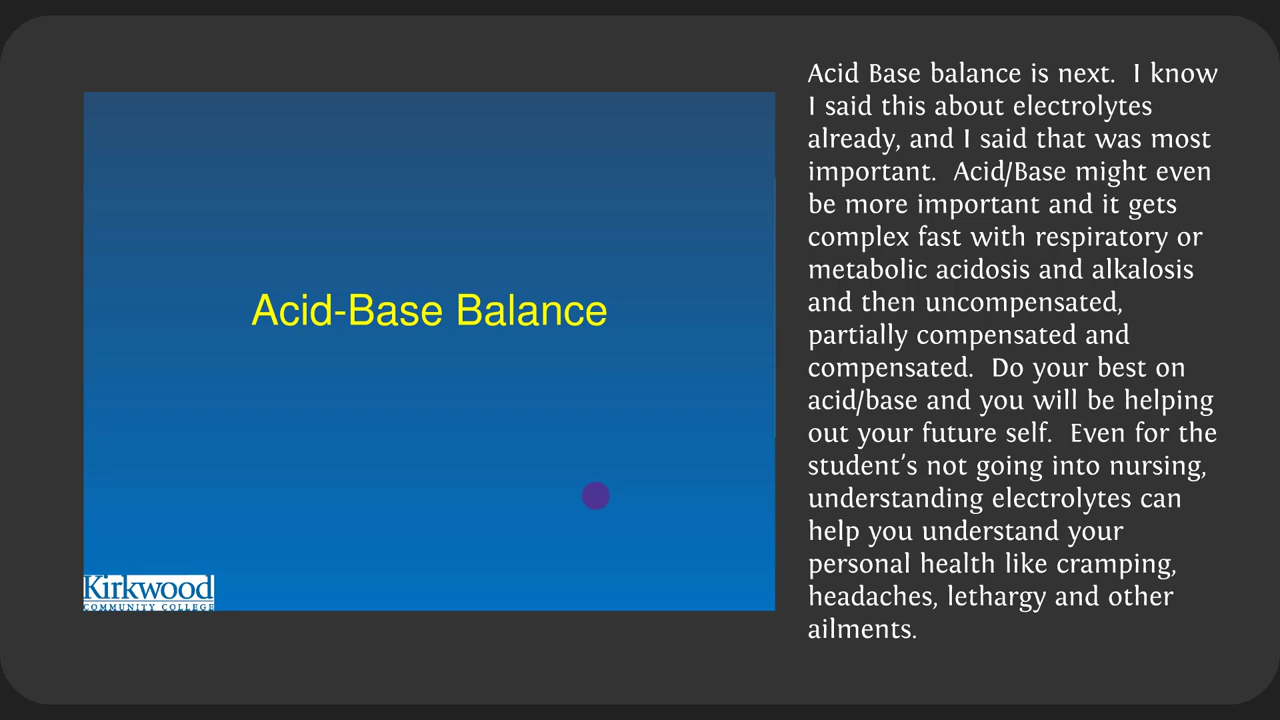 Acid-Base Balance
Kirkwood
COMMUNITY COLLEGE
Acid Base balance is next.  I know
I said this about electrolytes
already, and I said that was most
important.  Acid/Base might even
be more important and it gets
complex fast with respiratory or
metabolic acidosis and alkalosis
and then uncompensated,
partially compensated and
compensated.  Do your best on
acid/base and you will be helping
out your future self.  Even for the
student's not going into nursing,
understanding electrolytes can
help you understand your
personal health like cramping,
headaches, lethargy and other
ailments.